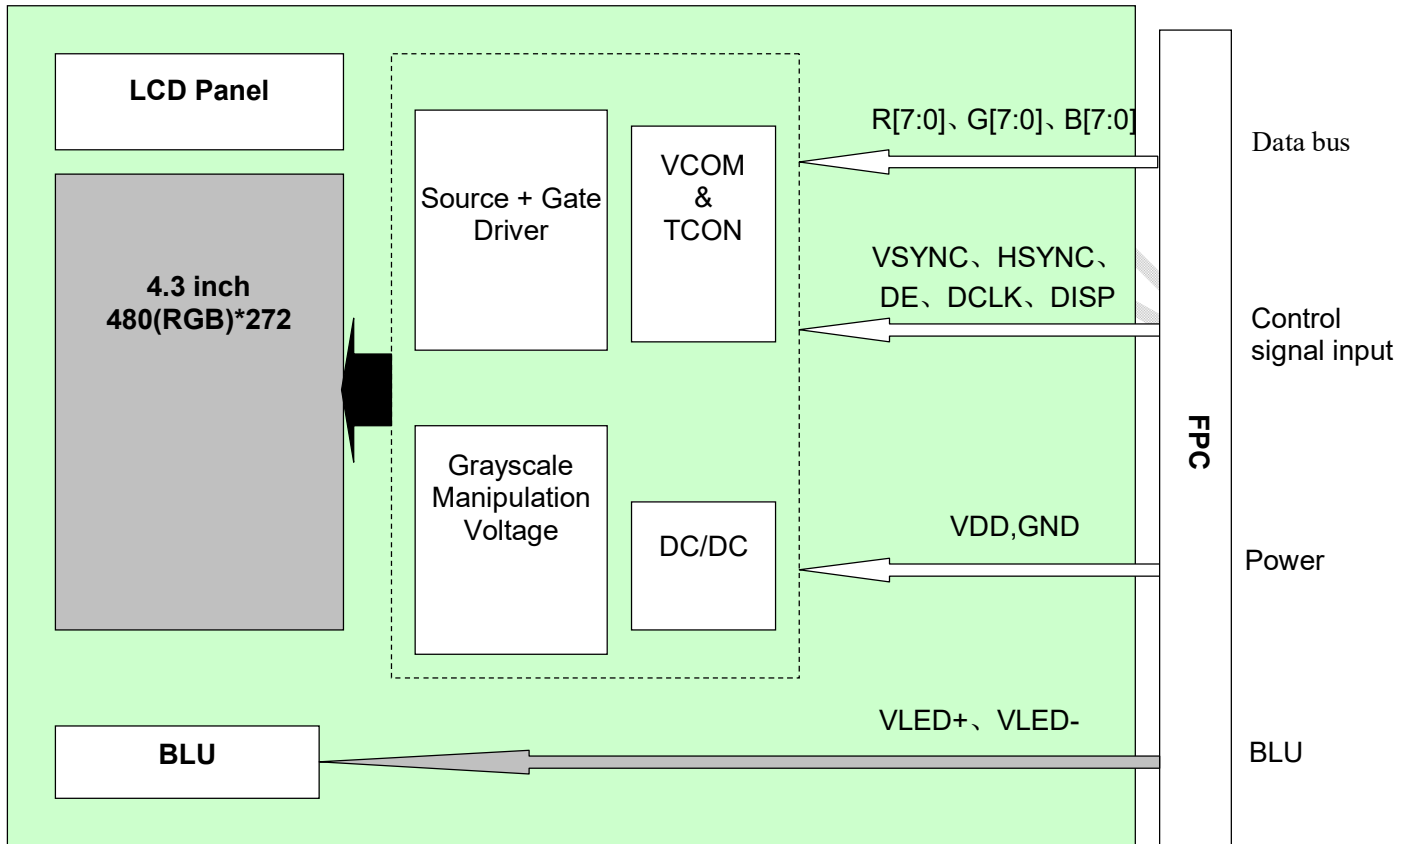 LCD Panel
4.3 inch
480(RGB)*272
Source + Gate
Driver
VCOM
&
TCON
Grayscale
Manipulation
Voltage
DC/DC
BLU
R[7:0]、G[7:0]、B[7:0]
VSYNC、HSYNC、
DE、DCLK、DISP
VDD,GND
VLED+、VLED-
FPC
Data bus
Control
signal input
Power
BLU